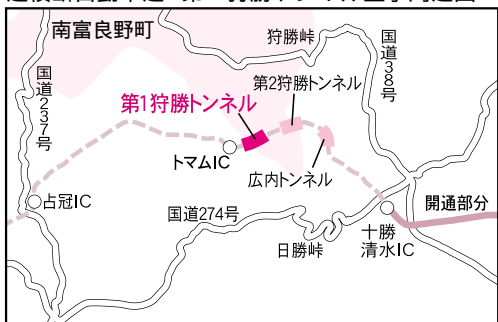 南富良野町
狩勝峠
国道38号
国道237号
第2狩勝トンネル
第1狩勝トンネル
トマムIC
広内トンネル
占冠IC
国道274号
開通部分
日勝峠
十勝
清水IC